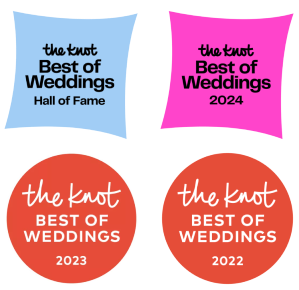 the knot
Best of
Weddings
Hall of Fame
the knot
Best of
Weddings
2024
the knot
BEST OF
WEDDINGS
2023
the knot
BEST OF
WEDDINGS
2022